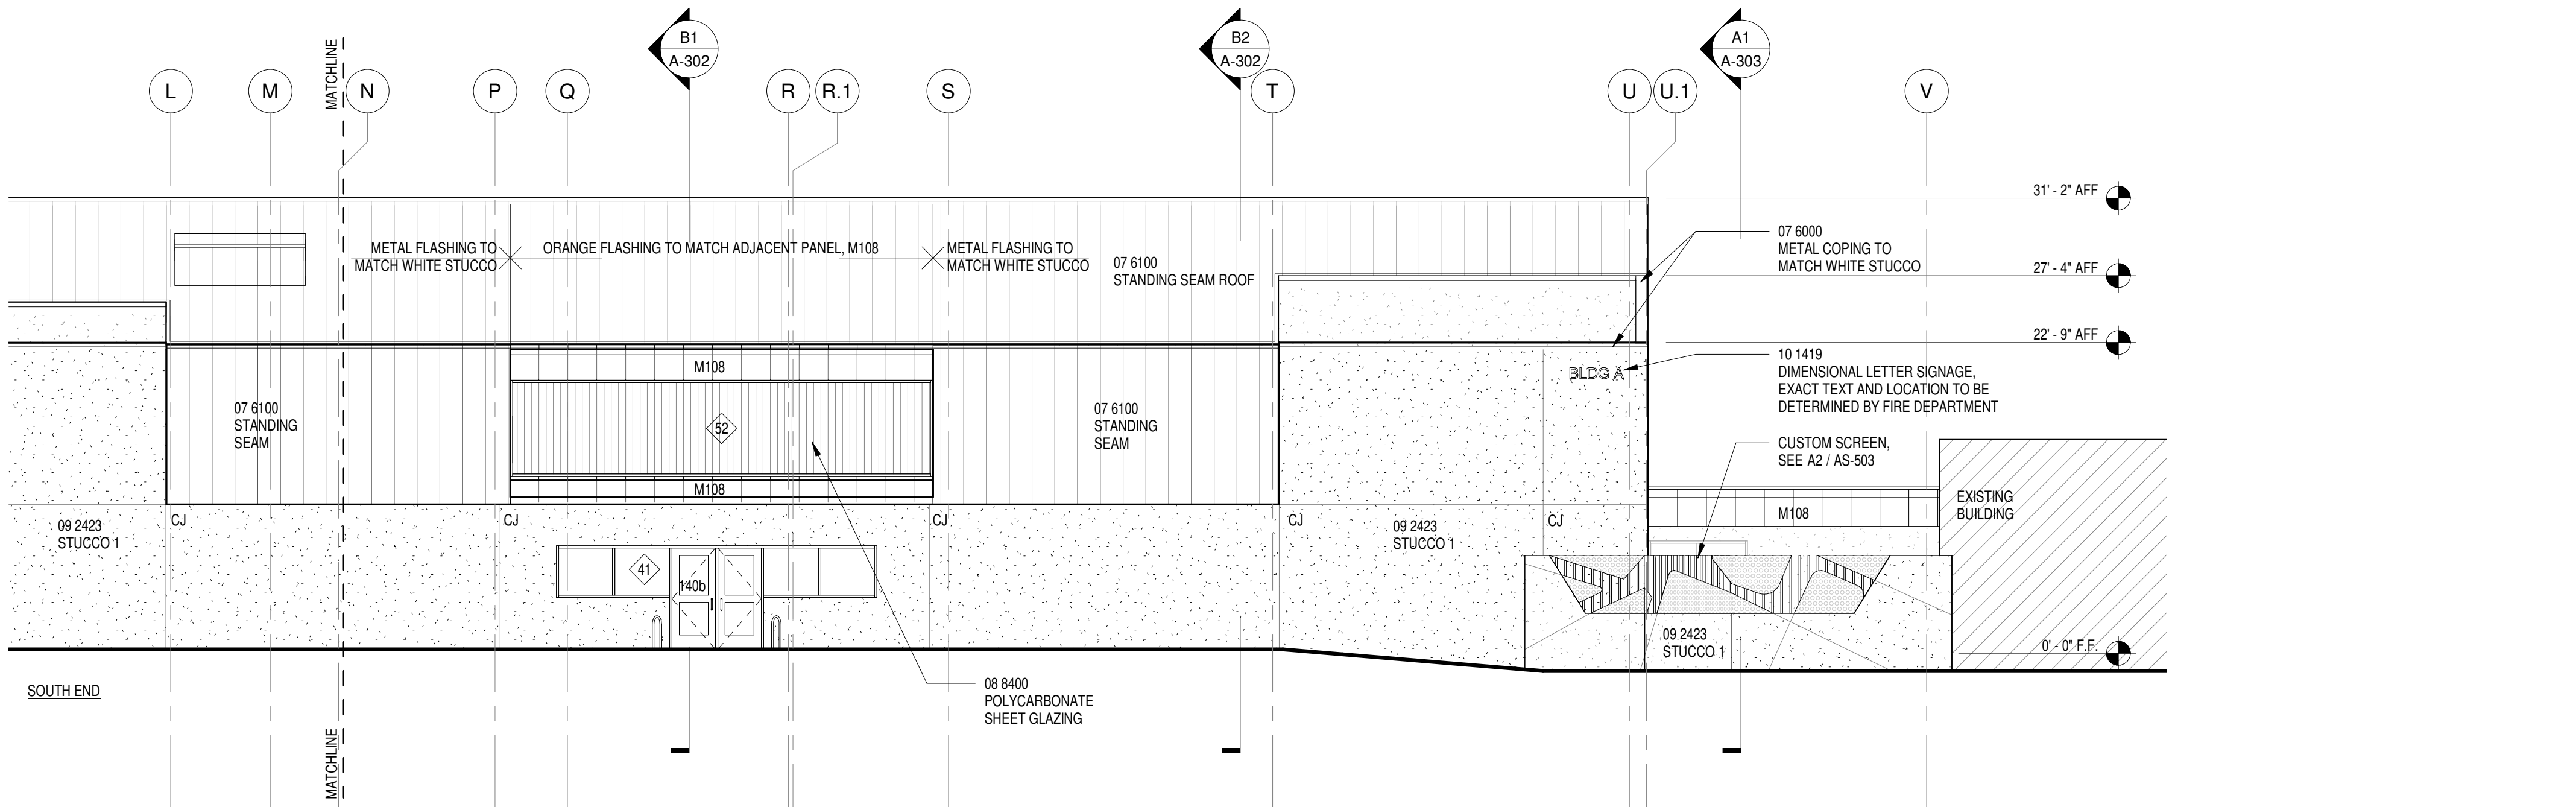 B1
A-302
B2
A-302
A1
A-303
MATCHLINE
L
M
N
P
Q
R
R.1
S
T
U
U.1
V
31' - 2" AFF
METAL FLASHING TO
MATCH WHITE STUCCO
ORANGE FLASHING TO MATCH ADJACENT PANEL, M108
METAL FLASHING TO
MATCH WHITE STUCCO
07 6100
STANDING SEAM ROOF
07 6000
METAL COPING TO
MATCH WHITE STUCCO
27' - 4" AFF
22' - 9" AFF
M108
BLDG A
10 1419
DIMENSIONAL LETTER SIGNAGE,
EXACT TEXT AND LOCATION TO BE
DETERMINED BY FIRE DEPARTMENT
07 6100
STANDING
SEAM
52
07 6100
STANDING
SEAM
CUSTOM SCREEN,
SEE A2 / AS-503
M108
EXISTING
BUILDING
M108
CJ
CJ
CJ
CJ
CJ
09 2423
STUCCO 1
09 2423
STUCCO 1
41
140b
09 2423
STUCCO 1
0' - 0" F.F.
SOUTH END
08 8400
POLYCARBONATE
SHEET GLAZING
MATCHLINE